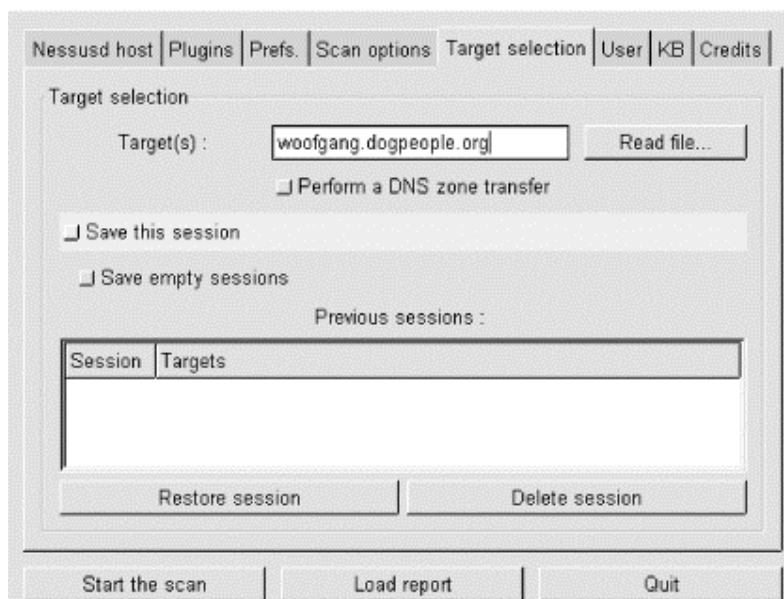 Nessusd host Plugins Prefs. Scan options Target selection User KB Credits
Target selection
Target(s) : woofgang.dogpeople.org Read file...
Perform a DNS zone transfer
Save this session
Save empty sessions
Previous sessions :
Session Targets
Restore session Delete session
Start the scan Load report Quit